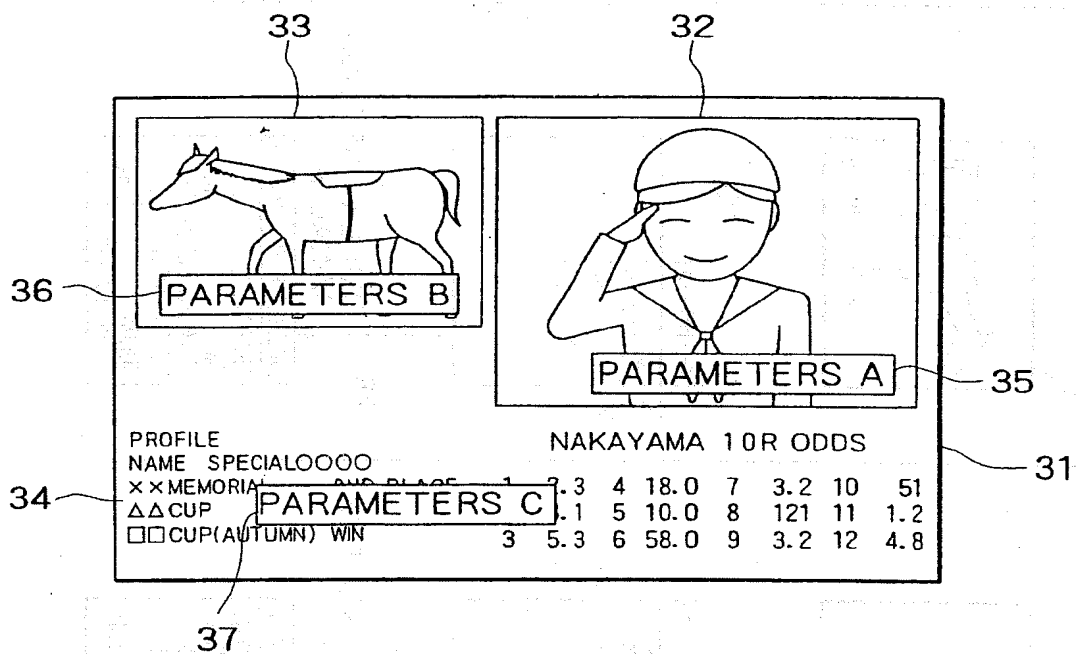 33
32
36
PARAMETERS B
PARAMETERS A
35
PROFILE
NAKAYAMA 10R ODDS
31
NAME SPECIAL○○○○
34
××MEMORIAL 1 .3 4 18.0 7 3.2 10 51
△△CUP PARAMETERS C .1 5 10.0 8 121 11 1.2
□□CUP(AUTUMN) WIN 3 5.3 6 58.0 9 3.2 12 4.8
37